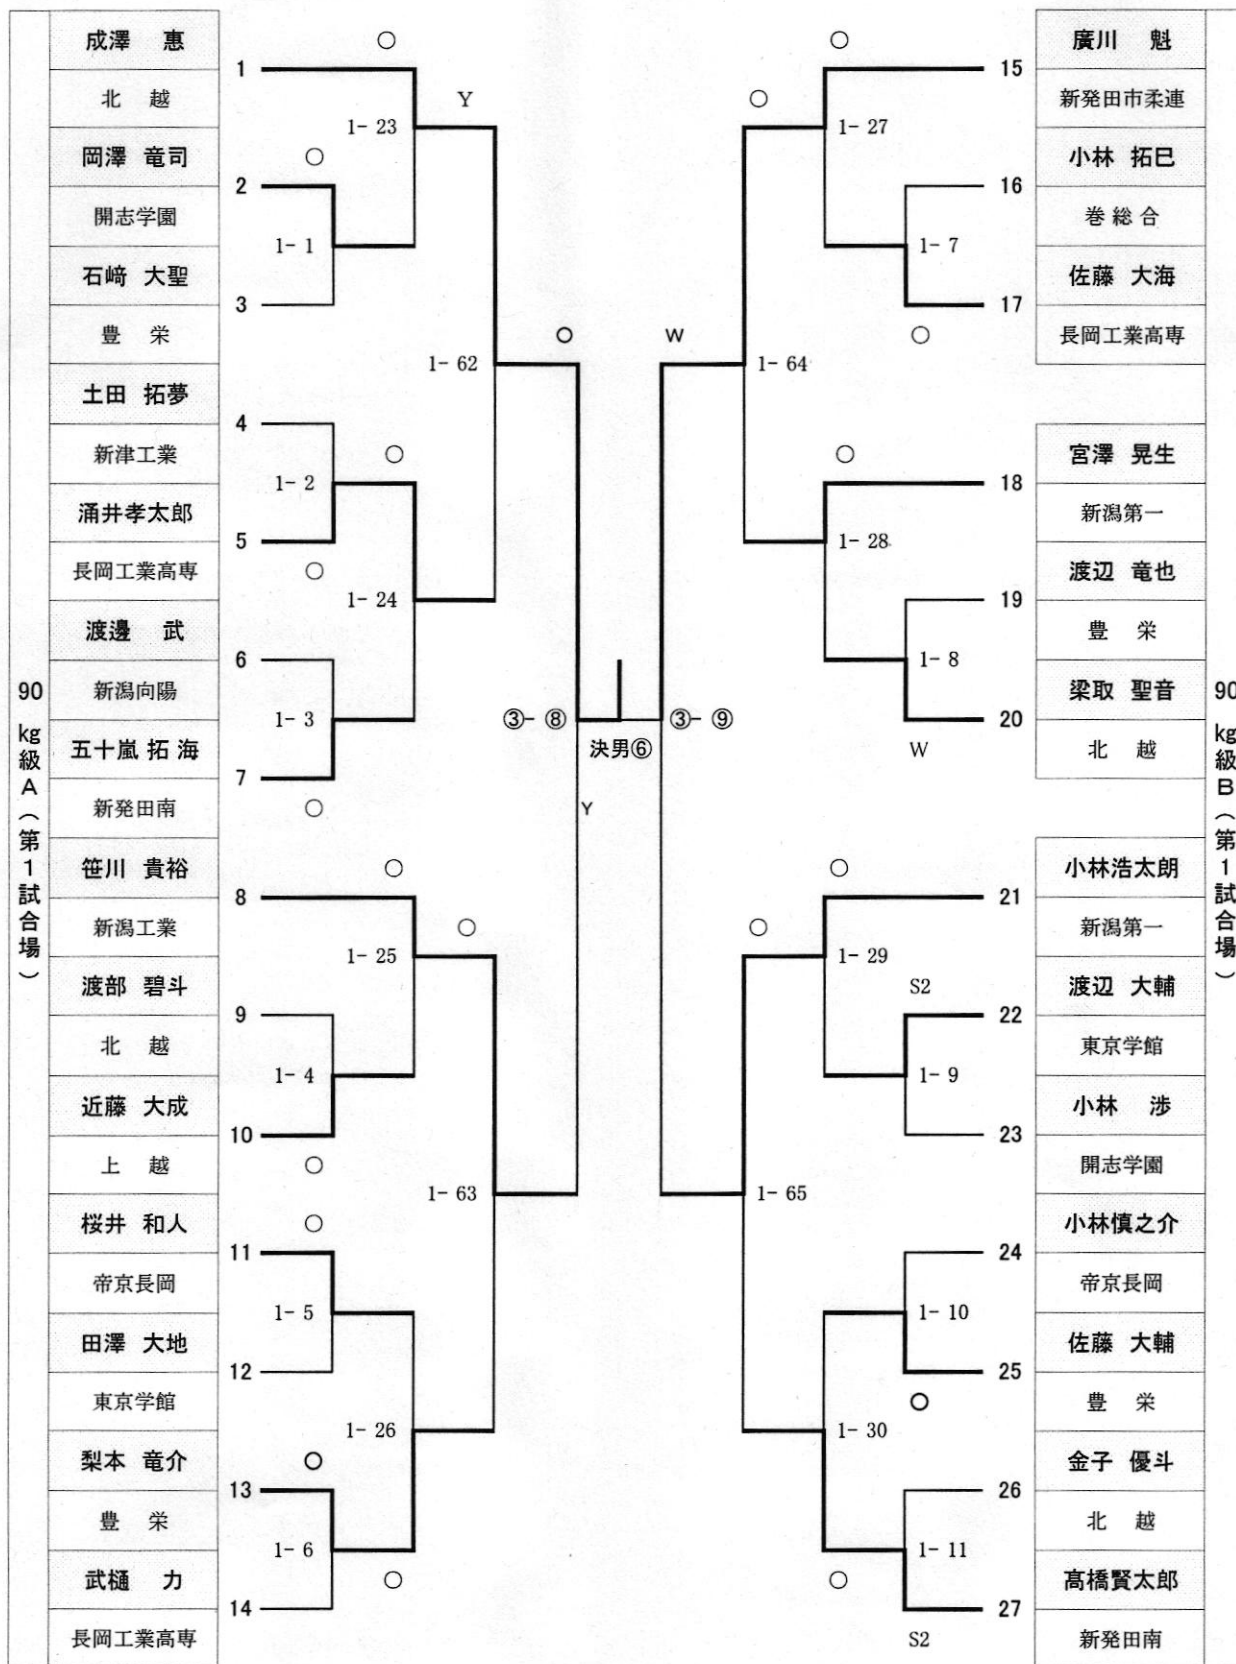 90 kg級A（第1試合場）
成澤 惠
1
北 越
岡澤 竜司
2
開志学園
石﨑 大聖
3
豊 栄
土田 拓夢
4
新津工業
涌井孝太郎
5
長岡工業高専
渡邊 武
6
新潟向陽
五十嵐 拓海
7
新発田南
笹川 貴裕
8
新潟工業
渡部 碧斗
9
北 越
近藤 大成
10
上 越
桜井 和人
11
帝京長岡
田澤 大地
12
東京学館
梨本 竜介
13
豊 栄
武樋 力
14
長岡工業高専
○
1- 23
Y
○
1- 1
1- 62
○
○
1- 2
○
1- 24
1- 3
○
○
1- 25
○
1- 4
○
1- 63
○
1- 5
1- 26
○
1- 6
○
③- ⑧
決男⑥
③- ⑨
Y
W
○
○
1- 27
1- 7
○
1- 64
○
1- 28
1- 8
W
○
○
1- 29
S2
1- 9
1- 65
1- 10
○
1- 30
1- 11
○
S2
廣川 魁
15
新発田市柔連
小林 拓巳
16
巻総合
佐藤 大海
17
長岡工業高専
宮澤 晃生
18
新潟第一
渡辺 竜也
19
豊 栄
梁取 聖音
20
北 越
小林浩太朗
21
新潟第一
渡辺 大輔
22
東京学館
小林 渉
23
開志学園
小林慎之介
24
帝京長岡
佐藤 大輔
25
豊 栄
金子 優斗
26
北 越
髙橋賢太郎
27
新発田南
90 kg級B（第1試合場）